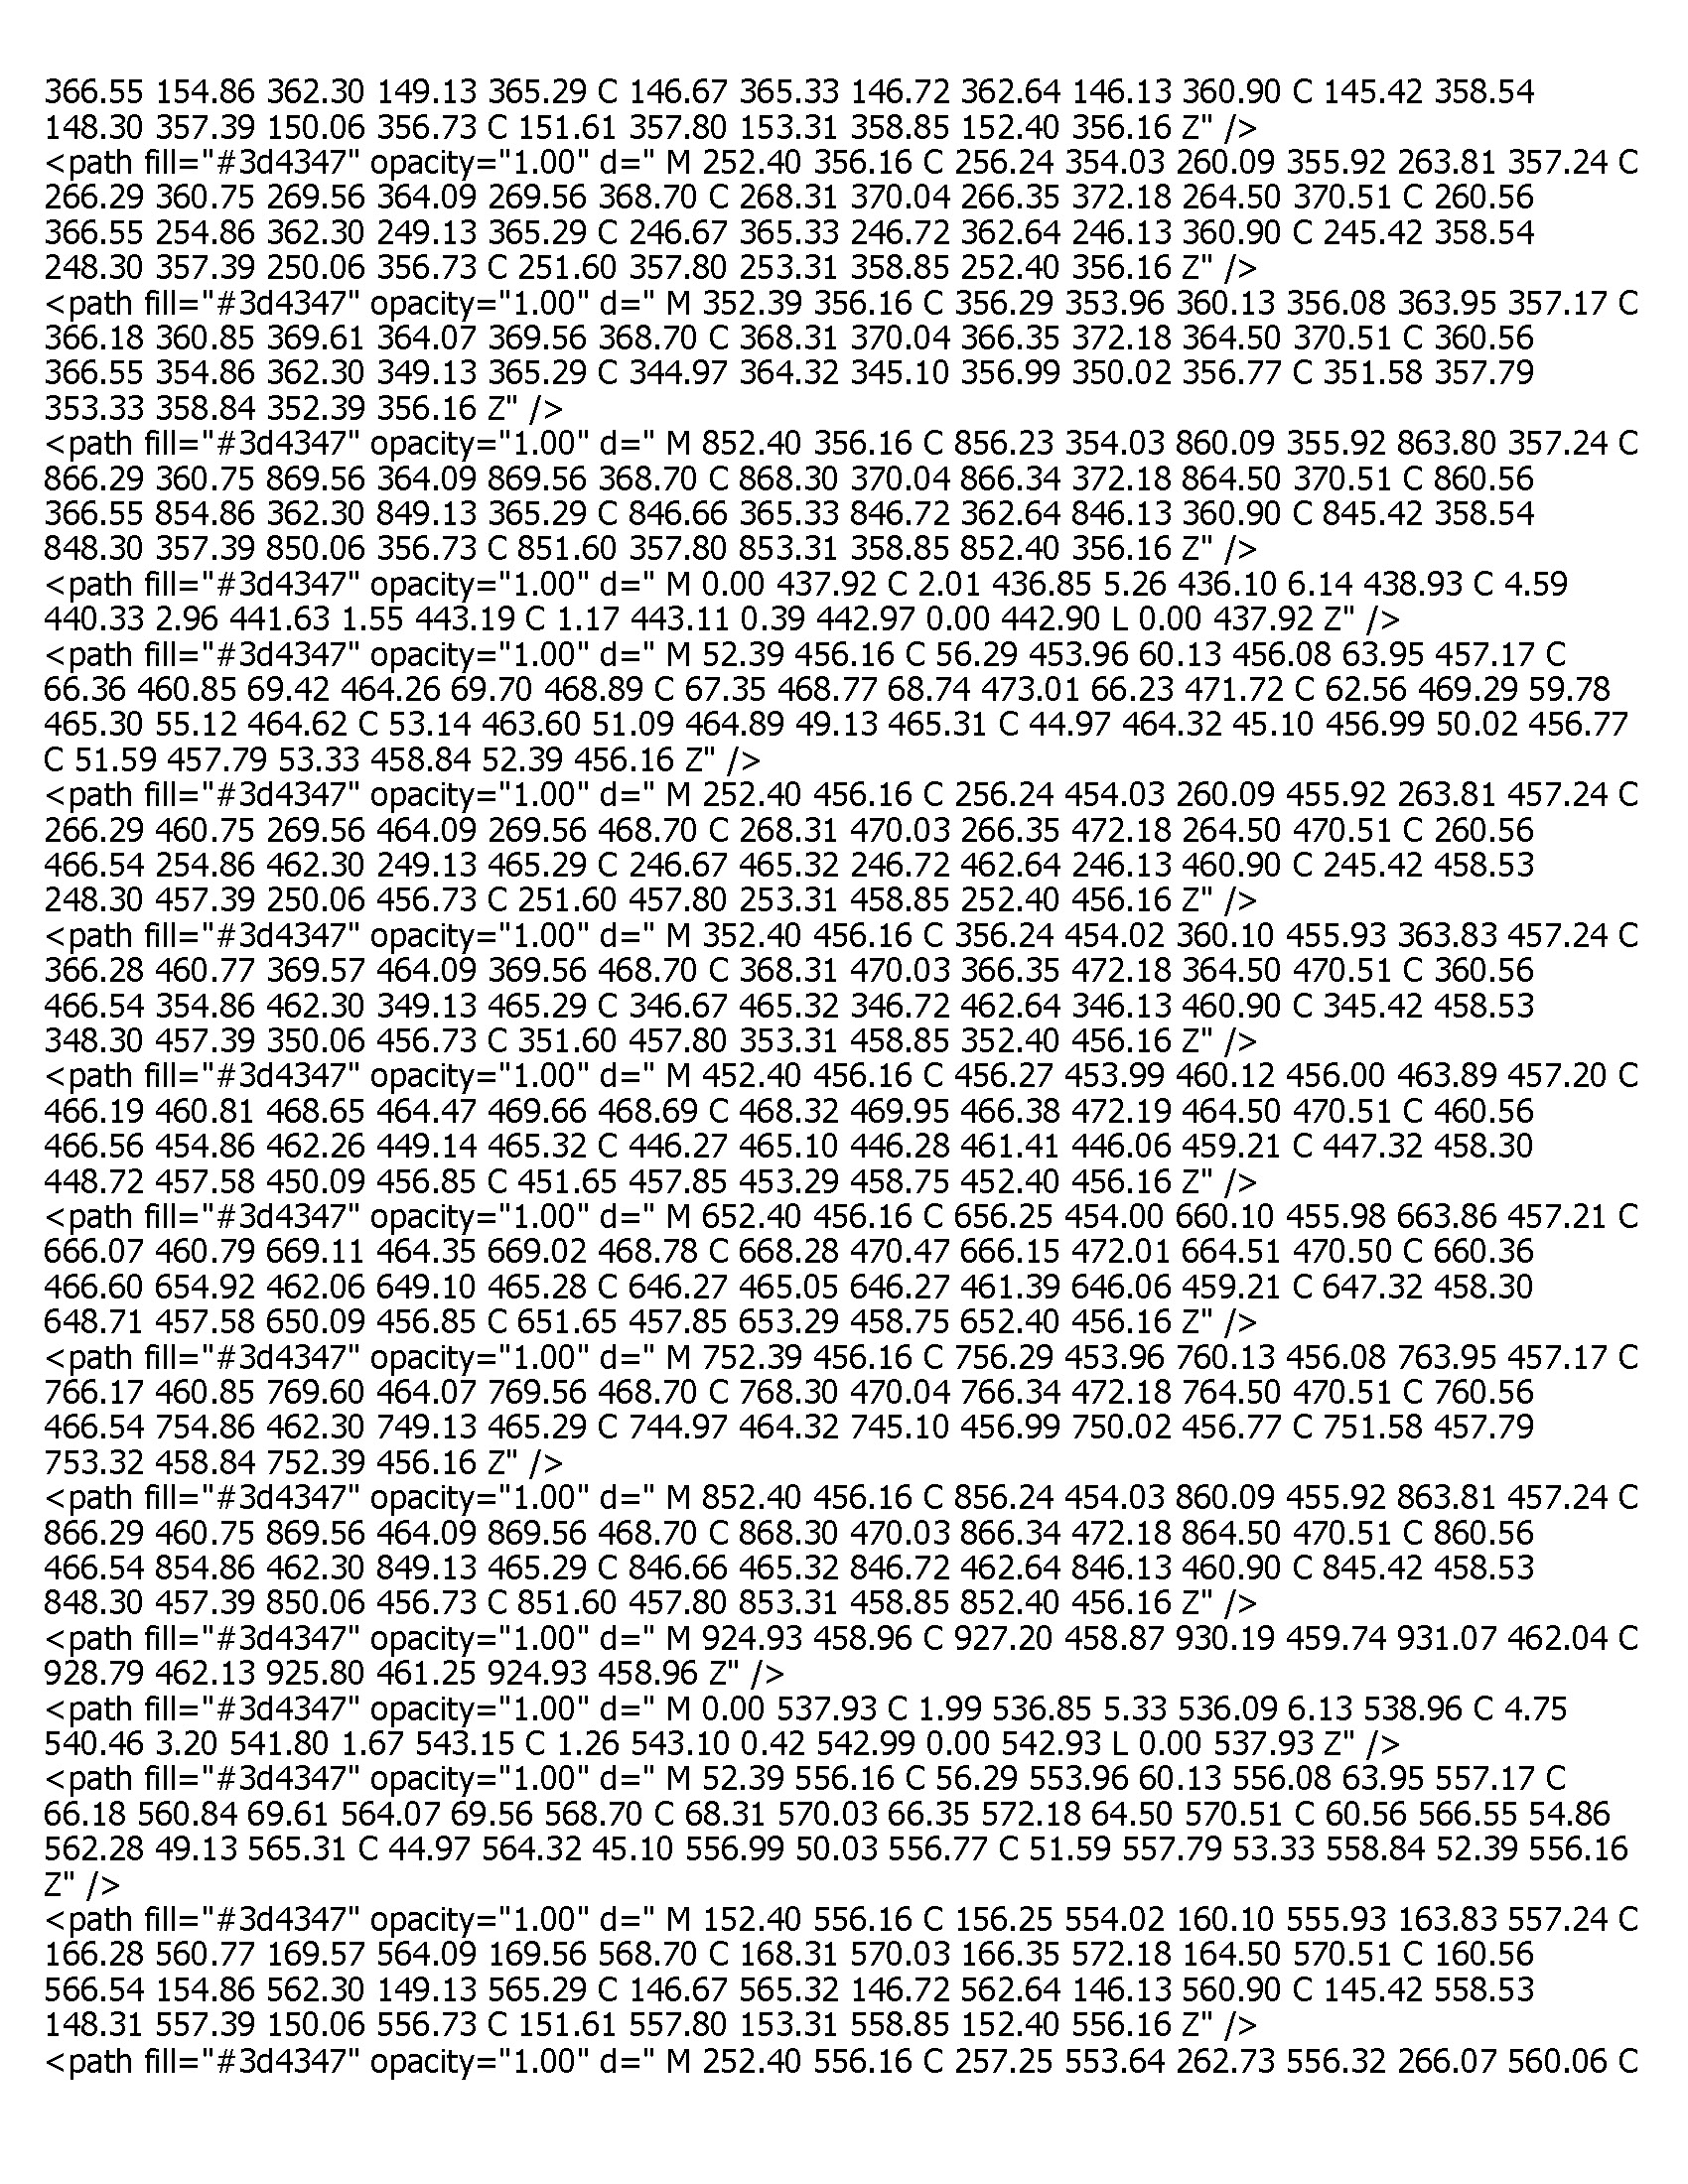 366.55 154.86 362.30 149.13 365.29 C 146.67 365.33 146.72 362.64 146.13 360.90 C 145.42 358.54
148.30 357.39 150.06 356.73 C 151.61 357.80 153.31 358.85 152.40 356.16 Z" />
<path fill="#3d4347" opacity="1.00" d=" M 252.40 356.16 C 256.24 354.03 260.09 355.92 263.81 357.24 C
266.29 360.75 269.56 364.09 269.56 368.70 C 268.31 370.04 266.35 372.18 264.50 370.51 C 260.56
366.55 254.86 362.30 249.13 365.29 C 246.67 365.33 246.72 362.64 246.13 360.90 C 245.42 358.54
248.30 357.39 250.06 356.73 C 251.60 357.80 253.31 358.85 252.40 356.16 Z" />
<path fill="#3d4347" opacity="1.00" d=" M 352.39 356.16 C 356.29 353.96 360.13 356.08 363.95 357.17 C
366.18 360.85 369.61 364.07 369.56 368.70 C 368.31 370.04 366.35 372.18 364.50 370.51 C 360.56
366.55 354.86 362.30 349.13 365.29 C 344.97 364.32 345.10 356.99 350.02 356.77 C 351.58 357.79
353.33 358.84 352.39 356.16 Z" />
<path fill="#3d4347" opacity="1.00" d=" M 852.40 356.16 C 856.23 354.03 860.09 355.92 863.80 357.24 C
866.29 360.75 869.56 364.09 869.56 368.70 C 868.30 370.04 866.34 372.18 864.50 370.51 C 860.56
366.55 854.86 362.30 849.13 365.29 C 846.66 365.33 846.72 362.64 846.13 360.90 C 845.42 358.54
848.30 357.39 850.06 356.73 C 851.60 357.80 853.31 358.85 852.40 356.16 Z" />
<path fill="#3d4347" opacity="1.00" d=" M 0.00 437.92 C 2.01 436.85 5.26 436.10 6.14 438.93 C 4.59
440.33 2.96 441.63 1.55 443.19 C 1.17 443.11 0.39 442.97 0.00 442.90 L 0.00 437.92 Z" />
<path fill="#3d4347" opacity="1.00" d=" M 52.39 456.16 C 56.29 453.96 60.13 456.08 63.95 457.17 C
66.36 460.85 69.42 464.26 69.70 468.89 C 67.35 468.77 68.74 473.01 66.23 471.72 C 62.56 469.29 59.78
465.30 55.12 464.62 C 53.14 463.60 51.09 464.89 49.13 465.31 C 44.97 464.32 45.10 456.99 50.02 456.77
C 51.59 457.79 53.33 458.84 52.39 456.16 Z" />
<path fill="#3d4347" opacity="1.00" d=" M 252.40 456.16 C 256.24 454.03 260.09 455.92 263.81 457.24 C
266.29 460.75 269.56 464.09 269.56 468.70 C 268.31 470.03 266.35 472.18 264.50 470.51 C 260.56
466.54 254.86 462.30 249.13 465.29 C 246.67 465.32 246.72 462.64 246.13 460.90 C 245.42 458.53
248.30 457.39 250.06 456.73 C 251.60 457.80 253.31 458.85 252.40 456.16 Z" />
<path fill="#3d4347" opacity="1.00" d=" M 352.40 456.16 C 356.24 454.02 360.10 455.93 363.83 457.24 C
366.28 460.77 369.57 464.09 369.56 468.70 C 368.31 470.03 366.35 472.18 364.50 470.51 C 360.56
466.54 354.86 462.30 349.13 465.29 C 346.67 465.32 346.72 462.64 346.13 460.90 C 345.42 458.53
348.30 457.39 350.06 456.73 C 351.60 457.80 353.31 458.85 352.40 456.16 Z" />
<path fill="#3d4347" opacity="1.00" d=" M 452.40 456.16 C 456.27 453.99 460.12 456.00 463.89 457.20 C
466.19 460.81 468.65 464.47 469.66 468.69 C 468.32 469.95 466.38 472.19 464.50 470.51 C 460.56
466.56 454.86 462.26 449.14 465.32 C 446.27 465.10 446.28 461.41 446.06 459.21 C 447.32 458.30
448.72 457.58 450.09 456.85 C 451.65 457.85 453.29 458.75 452.40 456.16 Z" />
<path fill="#3d4347" opacity="1.00" d=" M 652.40 456.16 C 656.25 454.00 660.10 455.98 663.86 457.21 C
666.07 460.79 669.11 464.35 669.02 468.78 C 668.28 470.47 666.15 472.01 664.51 470.50 C 660.36
466.60 654.92 462.06 649.10 465.28 C 646.27 465.05 646.27 461.39 646.06 459.21 C 647.32 458.30
648.71 457.58 650.09 456.85 C 651.65 457.85 653.29 458.75 652.40 456.16 Z" />
<path fill="#3d4347" opacity="1.00" d=" M 752.39 456.16 C 756.29 453.96 760.13 456.08 763.95 457.17 C
766.17 460.85 769.60 464.07 769.56 468.70 C 768.30 470.04 766.34 472.18 764.50 470.51 C 760.56
466.54 754.86 462.30 749.13 465.29 C 744.97 464.32 745.10 456.99 750.02 456.77 C 751.58 457.79
753.32 458.84 752.39 456.16 Z" />
<path fill="#3d4347" opacity="1.00" d=" M 852.40 456.16 C 856.24 454.03 860.09 455.92 863.81 457.24 C
866.29 460.75 869.56 464.09 869.56 468.70 C 868.30 470.03 866.34 472.18 864.50 470.51 C 860.56
466.54 854.86 462.30 849.13 465.29 C 846.66 465.32 846.72 462.64 846.13 460.90 C 845.42 458.53
848.30 457.39 850.06 456.73 C 851.60 457.80 853.31 458.85 852.40 456.16 Z" />
<path fill="#3d4347" opacity="1.00" d=" M 924.93 458.96 C 927.20 458.87 930.19 459.74 931.07 462.04 C
928.79 462.13 925.80 461.25 924.93 458.96 Z" />
<path fill="#3d4347" opacity="1.00" d=" M 0.00 537.93 C 1.99 536.85 5.33 536.09 6.13 538.96 C 4.75
540.46 3.20 541.80 1.67 543.15 C 1.26 543.10 0.42 542.99 0.00 542.93 L 0.00 537.93 Z" />
<path fill="#3d4347" opacity="1.00" d=" M 52.39 556.16 C 56.29 553.96 60.13 556.08 63.95 557.17 C
66.18 560.84 69.61 564.07 69.56 568.70 C 68.31 570.03 66.35 572.18 64.50 570.51 C 60.56 566.55 54.86
562.28 49.13 565.31 C 44.97 564.32 45.10 556.99 50.03 556.77 C 51.59 557.79 53.33 558.84 52.39 556.16
Z" />
<path fill="#3d4347" opacity="1.00" d=" M 152.40 556.16 C 156.25 554.02 160.10 555.93 163.83 557.24 C
166.28 560.77 169.57 564.09 169.56 568.70 C 168.31 570.03 166.35 572.18 164.50 570.51 C 160.56
566.54 154.86 562.30 149.13 565.29 C 146.67 565.32 146.72 562.64 146.13 560.90 C 145.42 558.53
148.31 557.39 150.06 556.73 C 151.61 557.80 153.31 558.85 152.40 556.16 Z" />
<path fill="#3d4347" opacity="1.00" d=" M 252.40 556.16 C 257.25 553.64 262.73 556.32 266.07 560.06 C